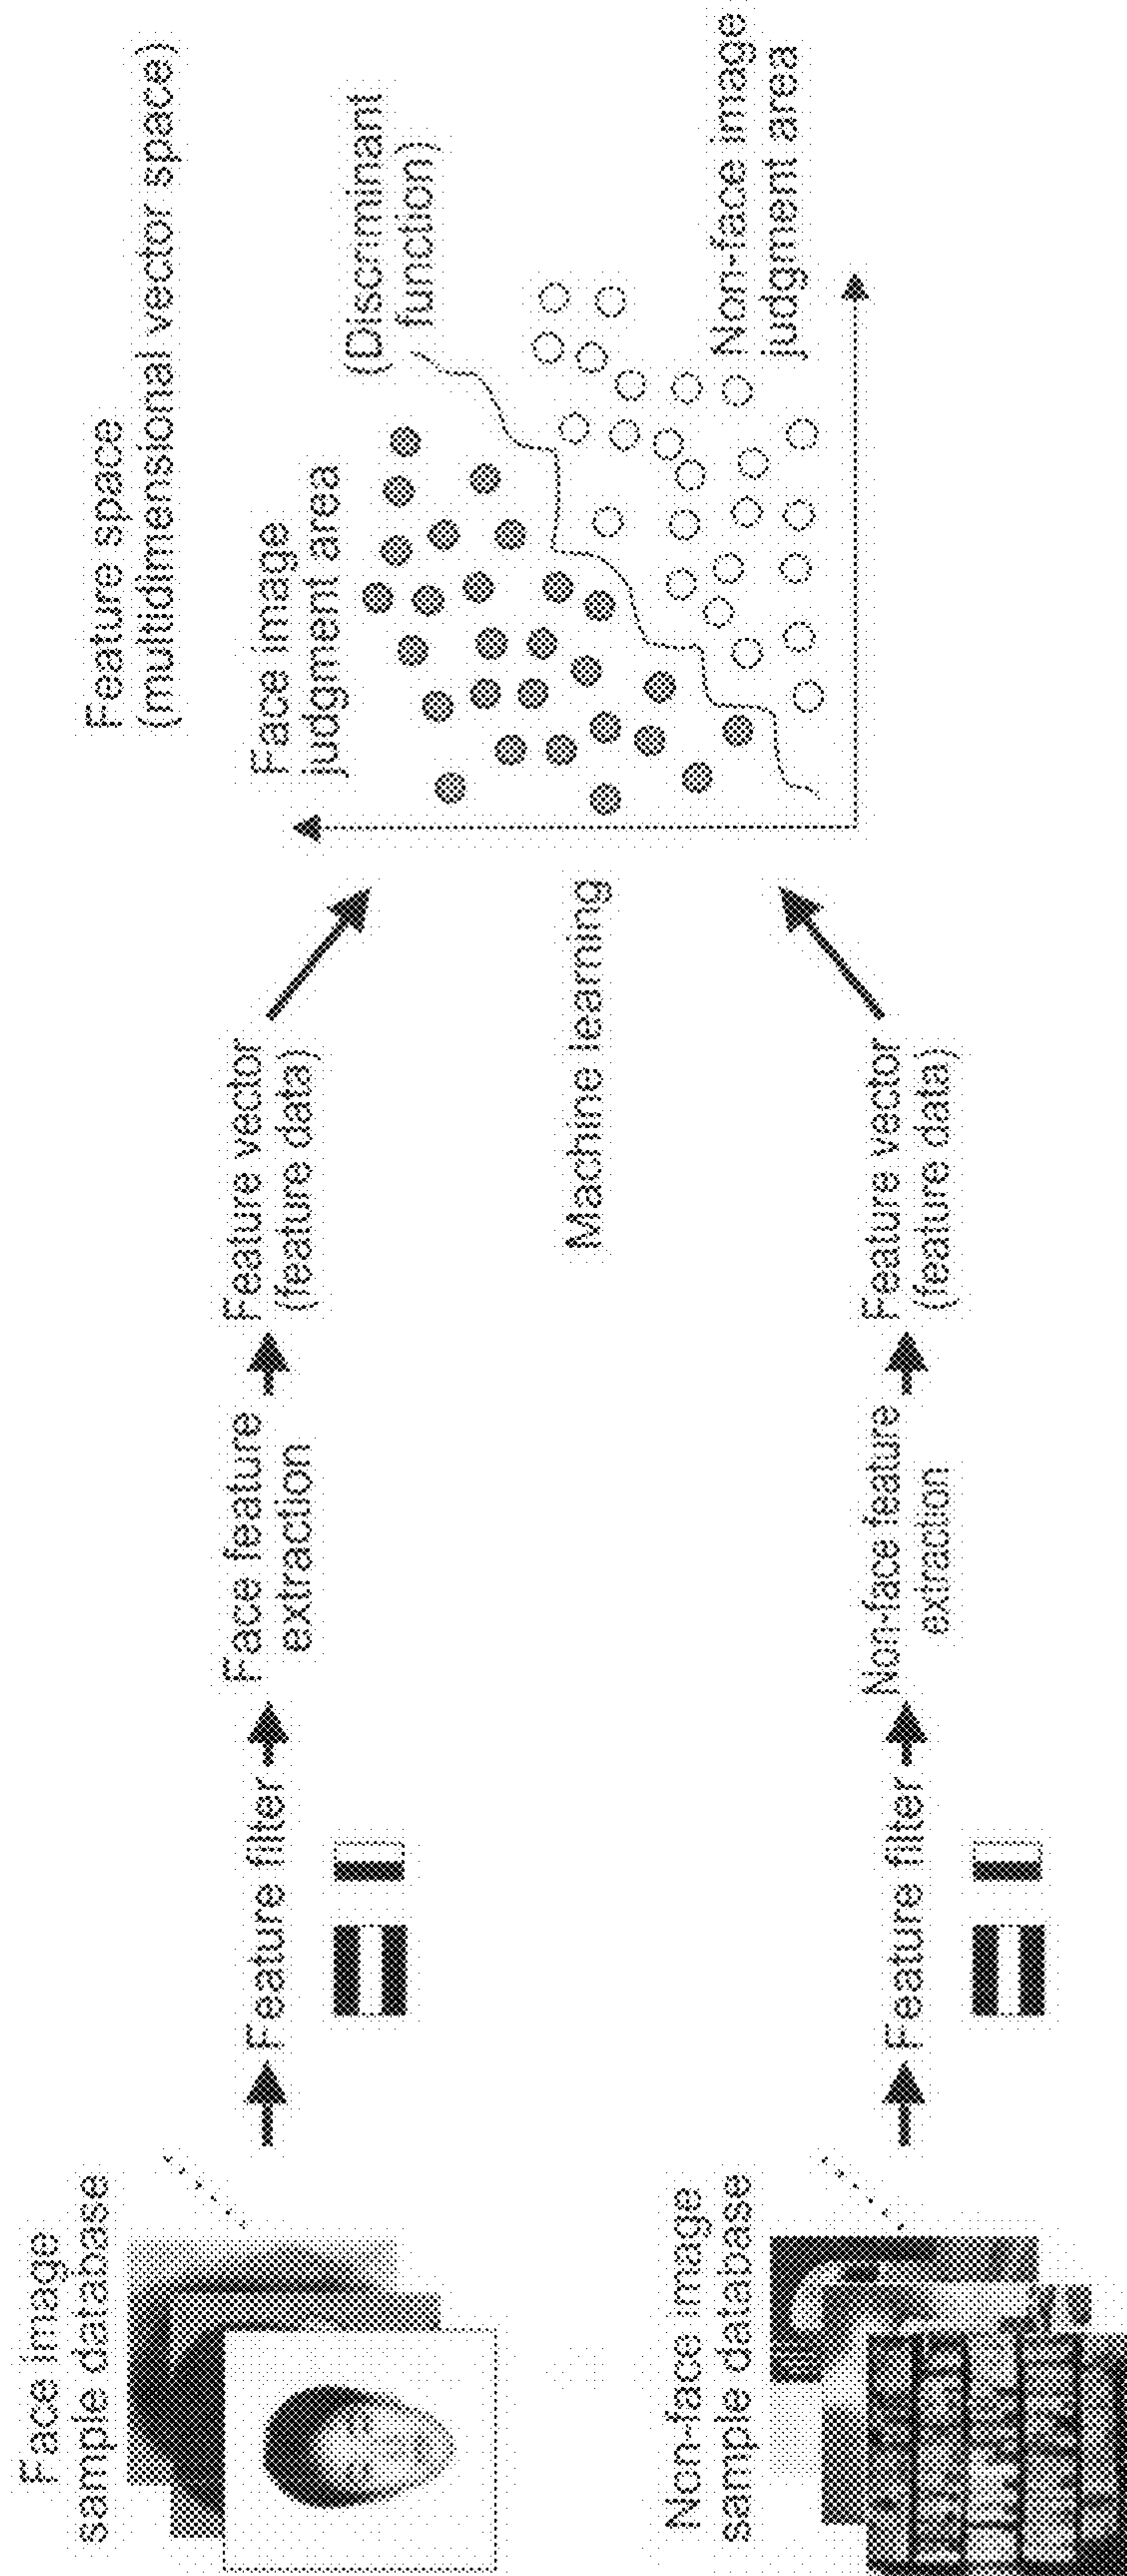 Face image
sample database
Feature filter
Face feature
extraction
Feature vector
(feature data)
Non-face image
sample database
Feature filter
Non-face feature
extraction
Feature vector
(feature data)
Machine learning
Feature space
(multidimensional vector space)
Face image
judgment area
(Discriminant
function)
Non-face image
judgment area